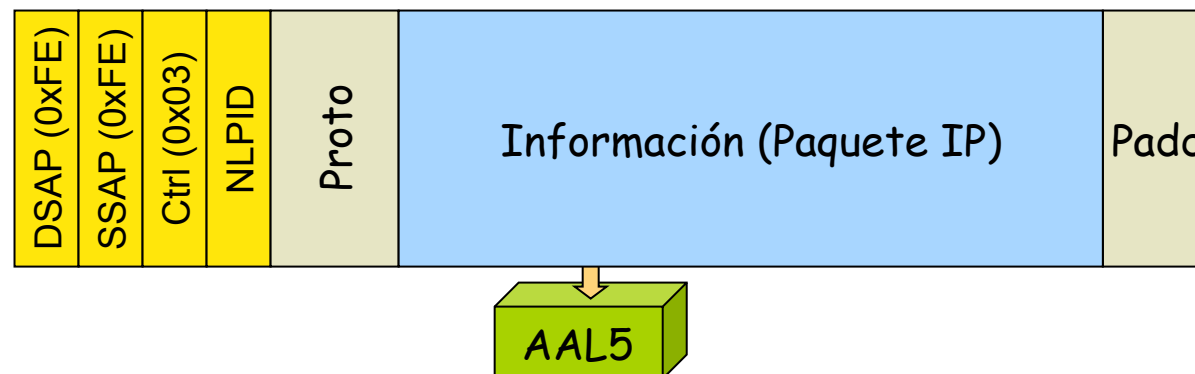 DSAP (0xFE)
SSAP (0xFE)
Ctrl (0x03)
NLPID
Proto
Información (Paquete IP)
AAL5